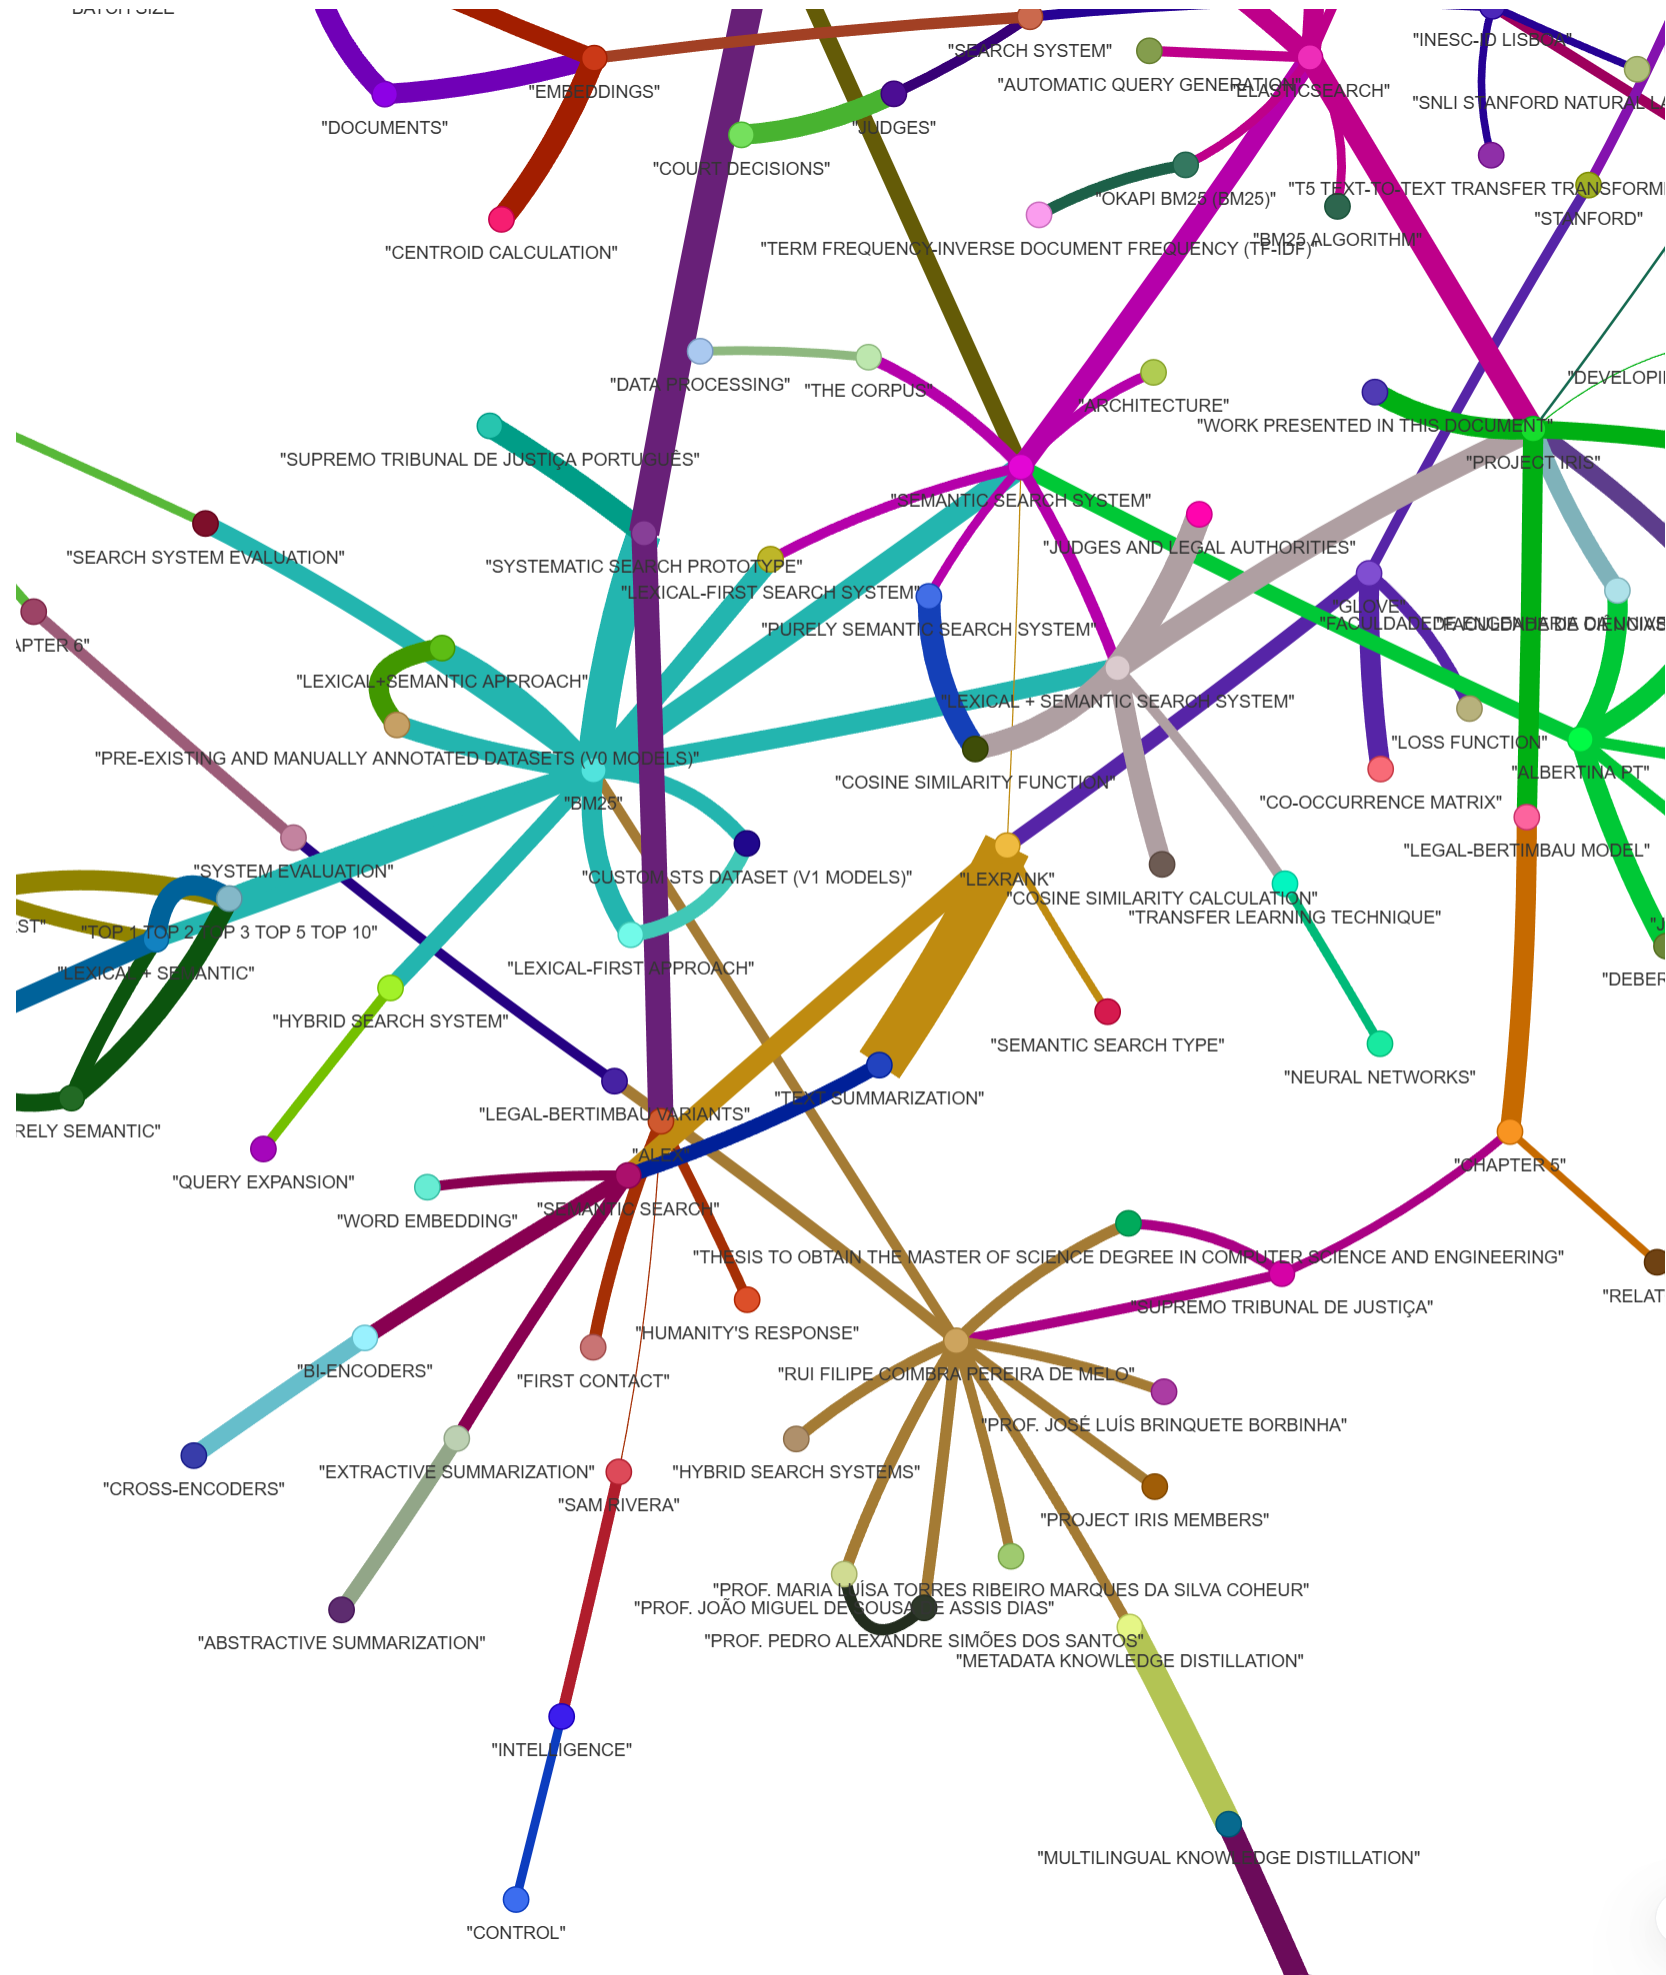 BATCH SIZE
"SEARCH SYSTEM"
"INESC-ID LISBOA"
"EMBEDDINGS"
"AUTOMATIC QUERY GENERATION"
"ELASTICSEARCH"
"SNLI STANFORD NATURAL LA
"DOCUMENTS"
"JUDGES"
"COURT DECISIONS"
"OKAPI BM25 (BM25)"
"T5 TEXT-TO-TEXT TRANSFER TRANSFORM
"STANFORD"
"CENTROID CALCULATION"
"TERM FREQUENCY-INVERSE DOCUMENT FREQUENCY (TF-IDF)"
"BM25 ALGORITHM"
"DATA PROCESSING"
"THE CORPUS"
"ARCHITECTURE"
"DEVELOPI
"WORK PRESENTED IN THIS DOCUMENT"
"SUPREMO TRIBUNAL DE JUSTIÇA PORTUGUÊS"
"PROJECT IRIS"
"SEMANTIC SEARCH SYSTEM"
"SEARCH SYSTEM EVALUATION"
"SYSTEMATIC SEARCH PROTOTYPE"
"JUDGES AND LEGAL AUTHORITIES"
"LEXICAL-FIRST SEARCH SYSTEM"
"GLOVE"
"PURELY SEMANTIC SEARCH SYSTEM"
"FACULDADE DE ENGENHARIA DA
"FACULDADE DE CIÊNCIAS
APTER 6"
"LEXICAL+SEMANTIC APPROACH"
"LEXICAL + SEMANTIC SEARCH SYSTEM"
"PRE-EXISTING AND MANUALLY ANNOTATED DATASETS (V0 MODELS)"
"LOSS FUNCTION"
"COSINE SIMILARITY FUNCTION"
"ALBERTINA PT"
"BM25"
"CO-OCCURRENCE MATRIX"
"LEGAL-BERTIMBAU MODEL"
"SYSTEM EVALUATION"
"CUSTOM STS DATASET (V1 MODELS)"
"LEXRANK"
"COSINE SIMILARITY CALCULATION"
"TRANSFER LEARNING TECHNIQUE"
ST"
"TOP 1 TOP 2 TOP 3 TOP 5 TOP 10"
"J
"LEXICAL + SEMANTIC"
"LEXICAL-FIRST APPROACH"
"DEBER
"HYBRID SEARCH SYSTEM"
"SEMANTIC SEARCH TYPE"
"NEURAL NETWORKS"
"TEXT SUMMARIZATION"
"LEGAL-BERTIMBAU VARIANTS"
RELY SEMANTIC"
"ALEX"
"CHAPTER 5"
"QUERY EXPANSION"
"SEMANTIC SEARCH"
"WORD EMBEDDING"
"THESIS TO OBTAIN THE MASTER OF SCIENCE DEGREE IN COMPUTER SCIENCE AND ENGINEERING"
"RELAT
"SUPREMO TRIBUNAL DE JUSTIÇA"
"HUMANITY'S RESPONSE"
"BI-ENCODERS"
"FIRST CONTACT"
"RUI FILIPE COIMBRA PEREIRA DE MELO"
"PROF. JOSÉ LUÍS BRINQUETE BORBINHA"
"EXTRACTIVE SUMMARIZATION"
"HYBRID SEARCH SYSTEMS"
"CROSS-ENCODERS"
"SAM RIVERA"
"PROJECT IRIS MEMBERS"
"PROF. MARIA LUÍSA TORRES RIBEIRO MARQUES DA SILVA COHEUR"
"PROF. JOÃO MIGUEL DE SOUSA DE ASSIS DIAS"
"ABSTRACTIVE SUMMARIZATION"
"PROF. PEDRO ALEXANDRE SIMÕES DOS SANTOS"
"METADATA KNOWLEDGE DISTILLATION"
"INTELLIGENCE"
"MULTILINGUAL KNOWLEDGE DISTILLATION"
"CONTROL"